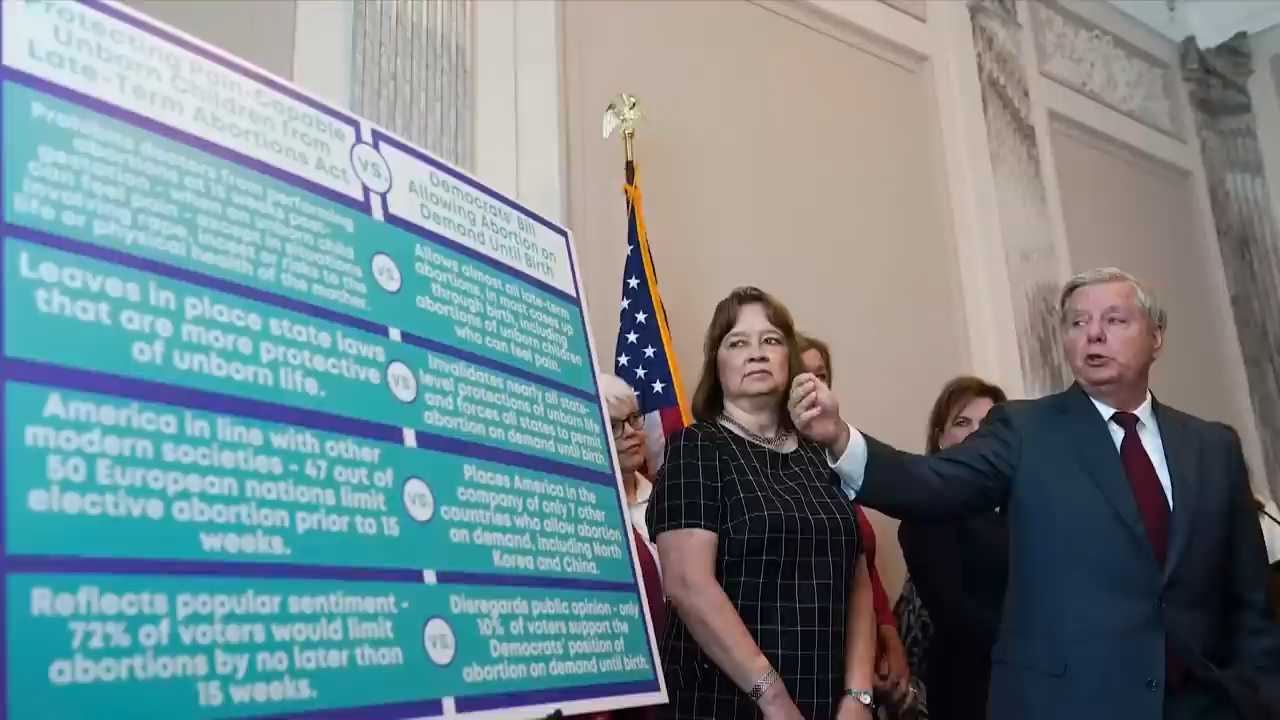 Protecting Pain-Capable
Unborn Children from
Late-Term Abortions Act
VS.
Democrats' Bill
Allowing Abortion on
Demand Until Birth
Prohibits doctors from performing
abortions at 15 weeks post-
gestation - when an unborn child
can feel pain - except in situations
involving rape, incest or risks to the
life or physical health of the mother.
VS.
Allows almost all late-term
abortions, in most cases up
through birth, including
abortions of unborn children
who can feel pain.
Leaves in place state laws
that are more protective
of unborn life.
VS.
Invalidates nearly all state-
level protections of unborn life
and forces all states to permit
abortion on demand until birth
America in line with other
modern societies - 47 out of
50 European nations limit
elective abortion prior to 15
weeks.
VS.
Places America in the
company of only 7 other
countries who allow abortion
on demand, including North
Korea and China.
Reflects popular sentiment -
72% of voters would limit
abortions by no later than
15 weeks.
VS.
Disregards public opinion - only
10% of voters support the
Democrats' position of
abortion on demand until birth.